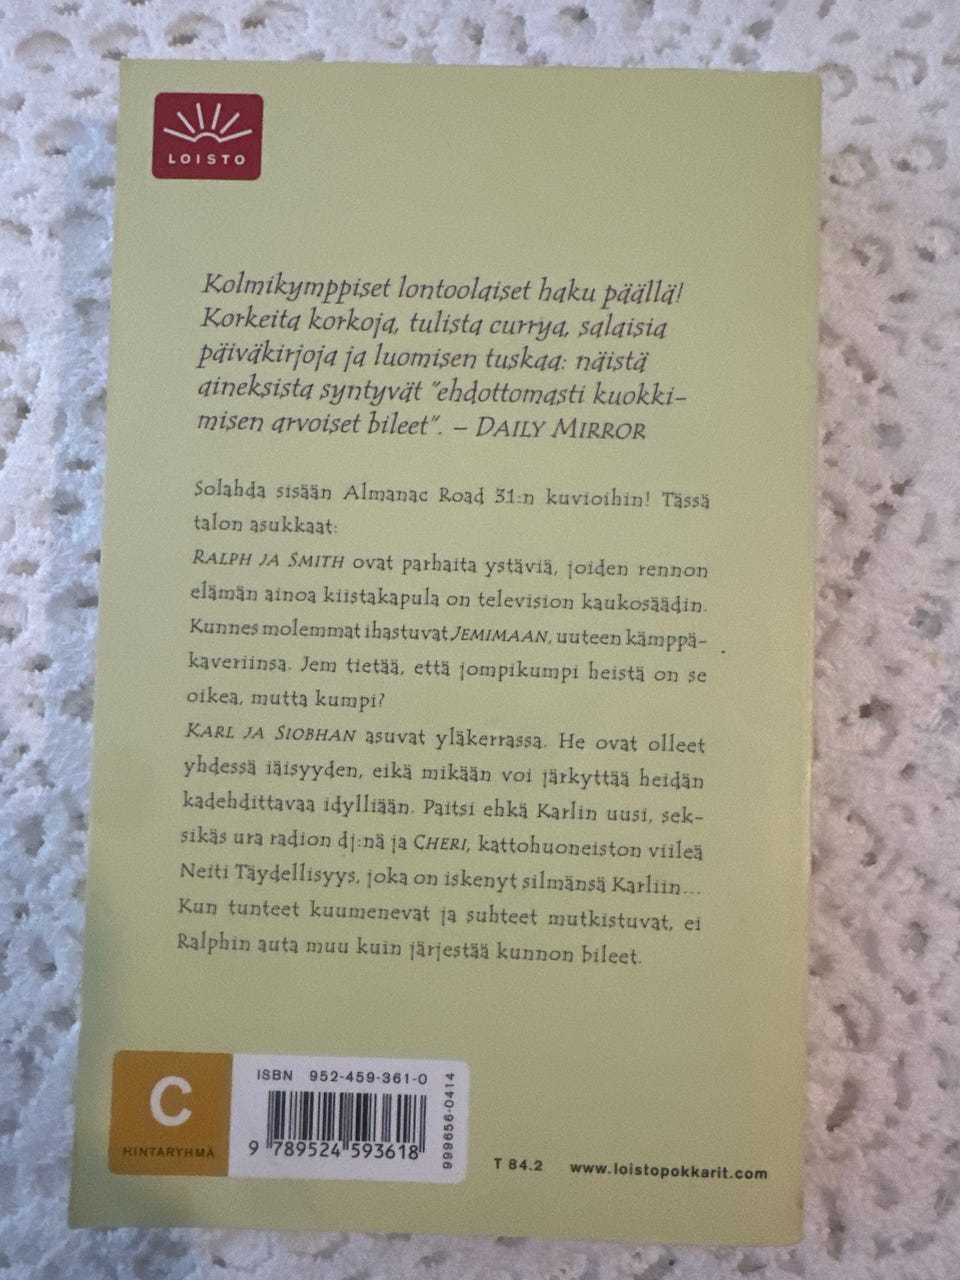 LOISTO
Kolmikymppiset lontoolaiset haku päällä!
Korkeita korkoja, tulista currya, salaisia
päiväkirjoja ja luomisen tuskaa: näistä
aineksista syntyvät "ehdottomasti kuokki-
misen arvoiset bileet". – DAILY MIRROR
Solahda sisään Almanac Road 31:n kuvioihin! Tässä
talon asukkaat:
RALPH JA SMITH ovat parhaita ystäviä, joiden rennon
elämän ainoa kiistakapula on television kaukosäädin.
Kunnes molemmat ihastuvat JEMIMAAN, uuteen kämppä-
kaveriinsa. Jem tietää, että jompikumpi heistä on se
oikea, mutta kumpi?
KARL JA SIOBHAN asuvat yläkerrassa. He ovat olleet
yhdessä iäisyyden, eikä mikään voi järkyttää heidän
kadehdittavaa idylliään. Paitsi ehkä Karlin uusi, sek-
sikäs ura radion dj:nä ja CHERI, kattohuoneiston viileä
Neiti Täydellisyys, joka on iskenyt silmänsä Karliin...
Kun tunteet kuumenevat ja suhteet mutkistuvat, ei
Ralphin auta muu kuin järjestää kunnon bileet.
C
HINTARYHMÄ
ISBN 952-459-361-0
9 789524 593618
999656-0414
T 84.2 www.loistopokkarit.com